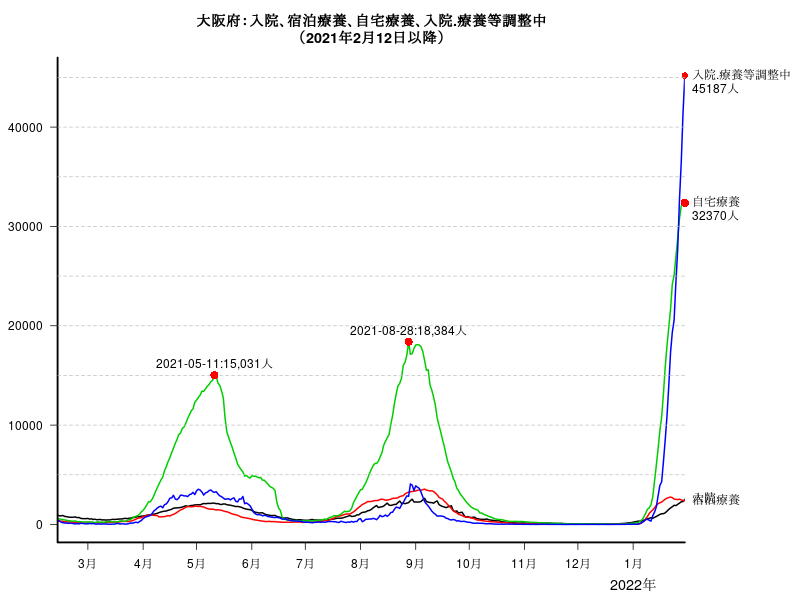 大阪府：入院、宿泊療養、自宅療養、入院.療養等調整中
（2021年2月12日以降）
入院.療養等調整中
45187人
40000
自宅療養
32370人
30000
20000
2021-08-28:18,384人
2021-05-11:15,031人
10000
宿泊療養
0
3月 4月 5月 6月 7月 8月 9月 10月 11月 12月 1月
2022年